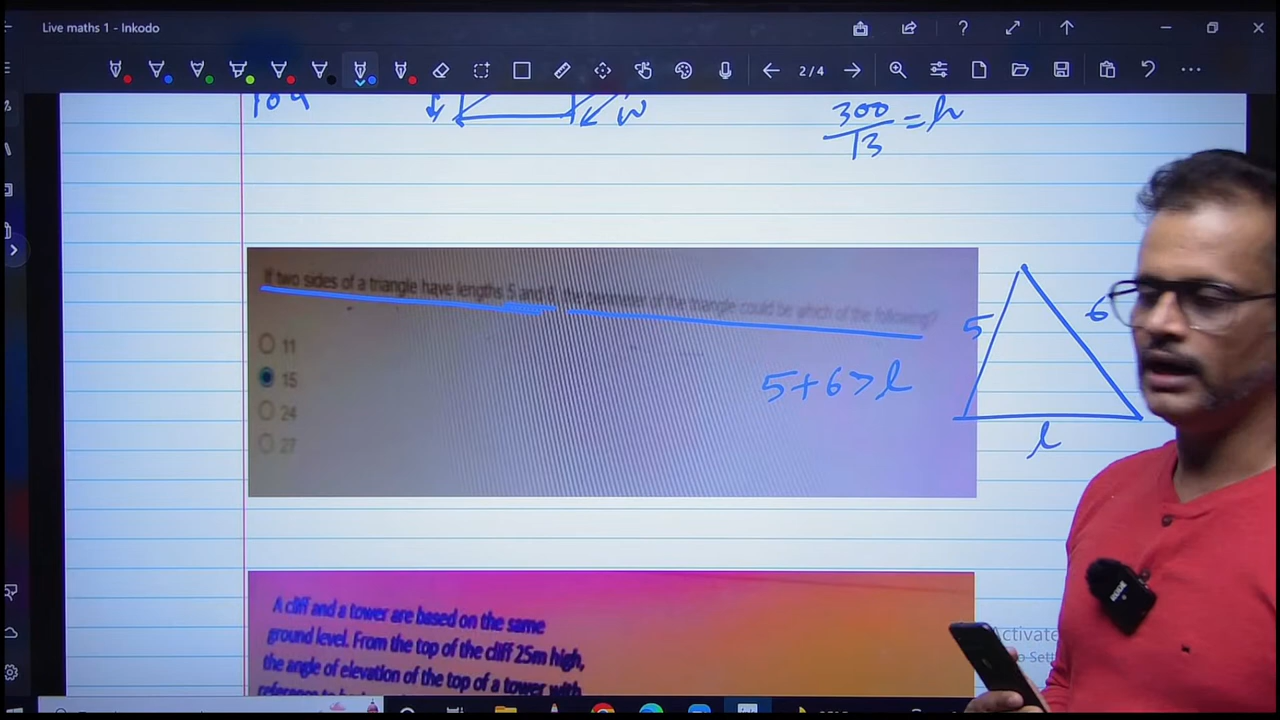 Live maths 1 - Inkodo
2/4
300/13 = h
w
If two sides of a triangle have lengths 5 and 6, the perimeter of the triangle could be which of the following?
11
15
24
27
5+6>l
5
6
l
A cliff and a tower are based on the same
ground level. From the top of the cliff 25m high,
the angle of elevation of the top of a tower with
Activate